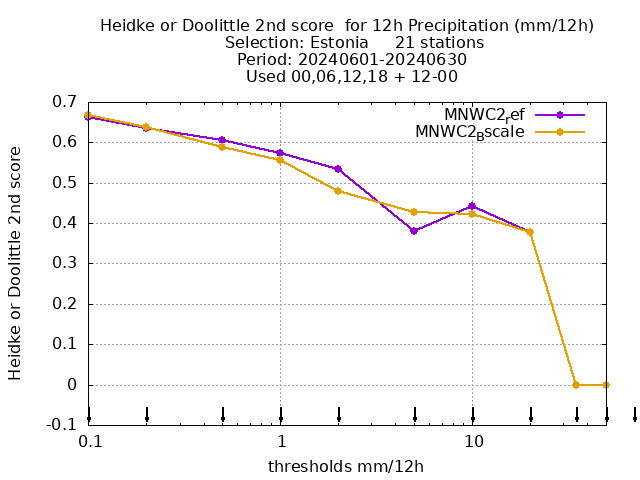 Heidke or Doolittle 2nd score  for 12h Precipitation (mm/12h)
Selection: Estonia     21 stations
Period: 20240601-20240630
Used 00,06,12,18 + 12-00
MNWC2ref
MNWC2Bscale
Heidke or Doolittle 2nd score
0.7
0.6
0.5
0.4
0.3
0.2
0.1
0
-0.1
0.1 1 10
thresholds mm/12h